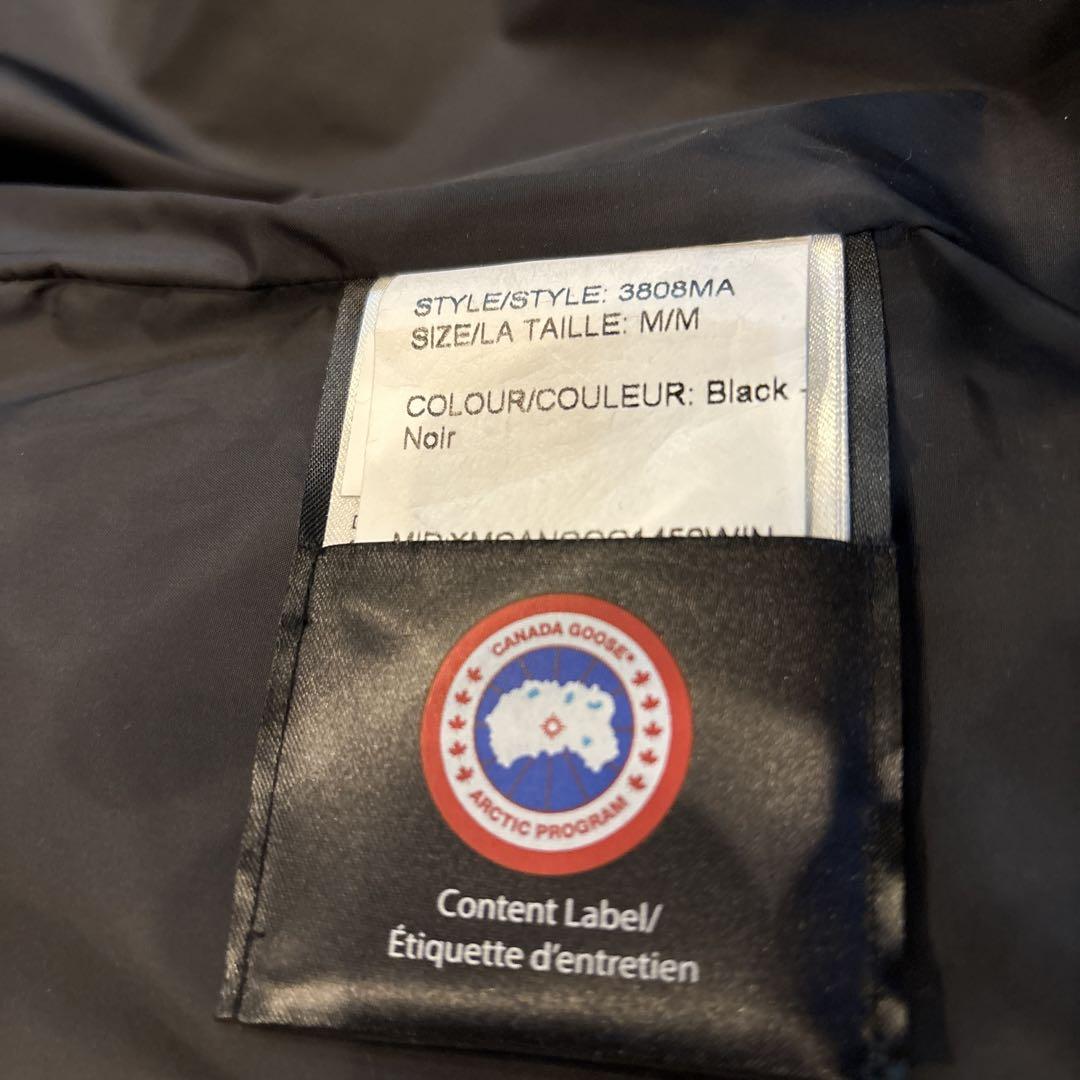 STYLE/STYLE: 3808MA
SIZE/LA TAILLE: M/M
COLOUR/COULEUR: Black -
Noir
CANADA GOOSE®
ARCTIC PROGRAM
Content Label/
Étiquette d'entretien